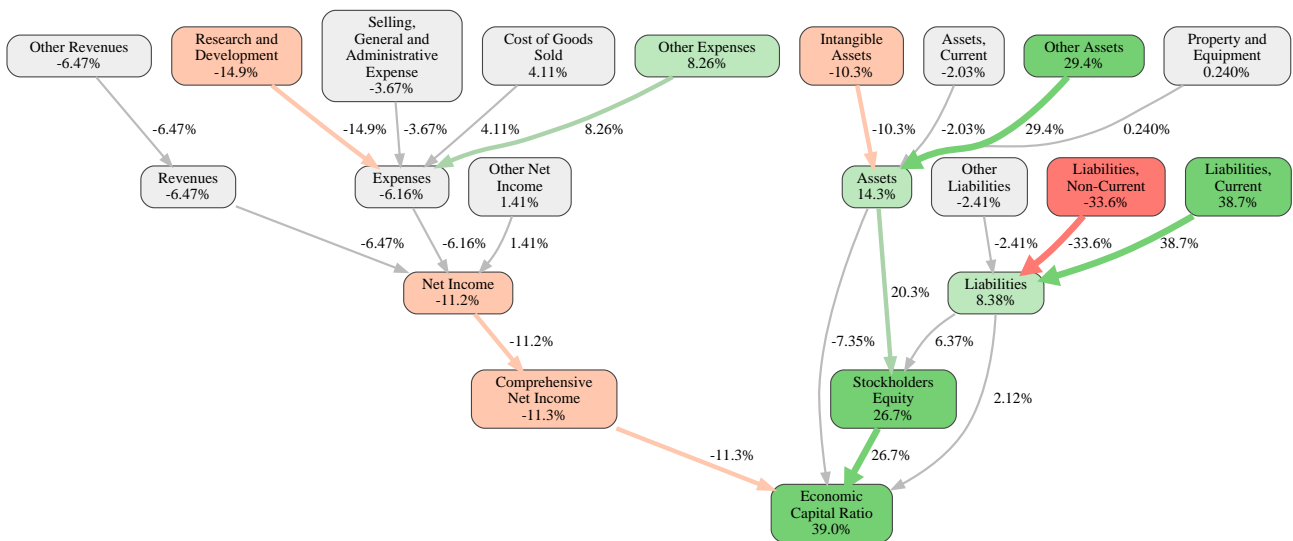 Other Revenues
-6.47%
Research and
Development
-14.9%
Selling,
General and
Administrative
Expense
-3.67%
Cost of Goods
Sold
4.11%
Other Expenses
8.26%
Intangible
Assets
-10.3%
Assets,
Current
-2.03%
Other Assets
29.4%
Property and
Equipment
0.240%
-6.47%
-14.9%
-3.67%
4.11%
8.26%
-10.3%
-2.03%
29.4%
0.240%
Revenues
-6.47%
Expenses
-6.16%
Other Net
Income
1.41%
Assets
14.3%
Other
Liabilities
-2.41%
Liabilities,
Non-Current
-33.6%
Liabilities,
Current
38.7%
-6.47%
-6.16%
1.41%
-2.41%
-33.6%
38.7%
Net Income
-11.2%
20.3%
Liabilities
8.38%
-11.2%
-7.35%
6.37%
Comprehensive
Net Income
-11.3%
Stockholders
Equity
26.7%
2.12%
-11.3%
26.7%
Economic
Capital Ratio
39.0%